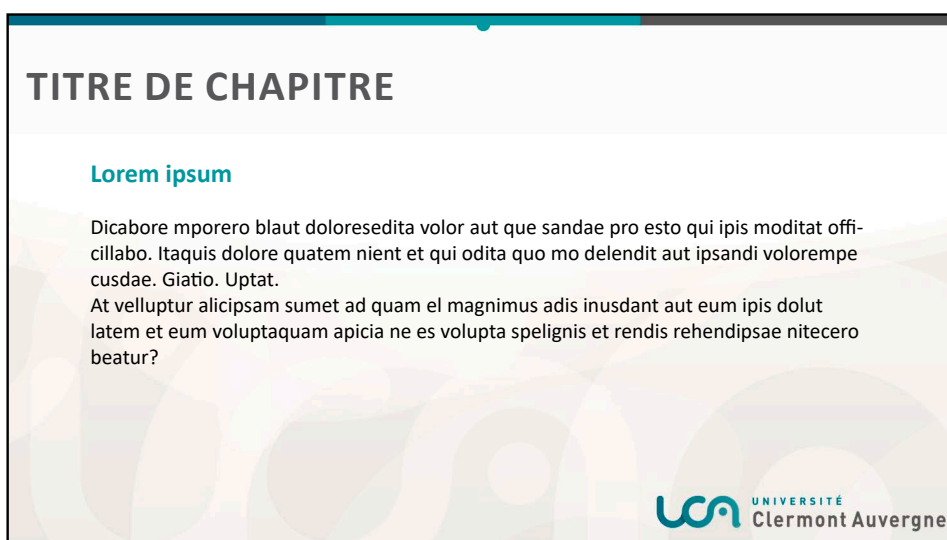 TITRE DE CHAPITRE
Lorem ipsum
Dicabore mporero blaut doloresedita volor aut que sandae pro esto qui ipis moditat offi-
cillabo. Itaquis dolore quatem nient et qui odita quo mo delendit aut ipsandi volorempe
cusdae. Giatio. Uptat.
At velluptur alicipsam sumet ad quam el magnimus adis inusdant aut eum ipis dolut
latem et eum voluptaquam apicia ne es volupta spelignis et rendis rehendipsae nitecero
beatur?
UCA UNIVERSITÉ
Clermont Auvergne